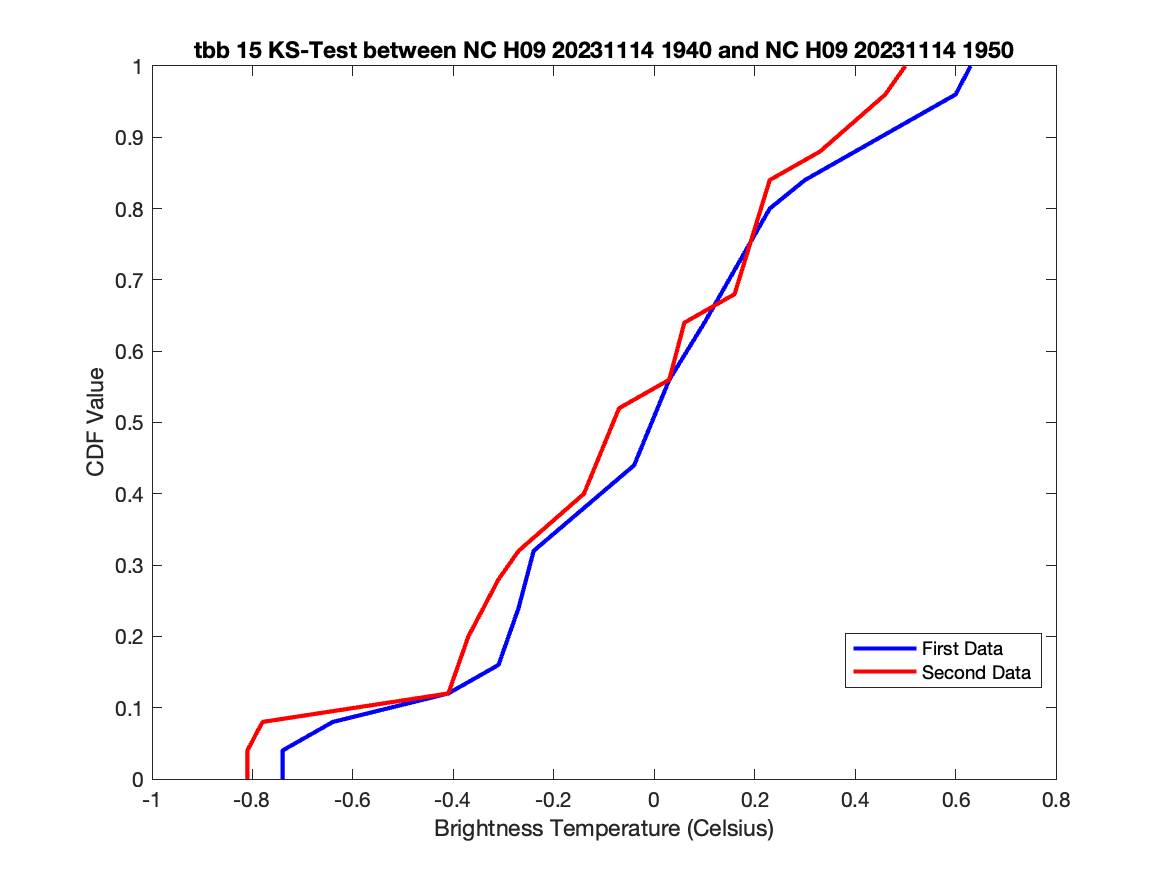 tbb 15 KS-Test between NC H09 20231114 1940 and NC H09 20231114 1950
1
0.9
0.8
0.7
0.6
0.5
0.4
0.3
0.2
0.1
0
CDF Value
First Data
Second Data
-1 -0.8 -0.6 -0.4 -0.2 0 0.2 0.4 0.6 0.8
Brightness Temperature (Celsius)